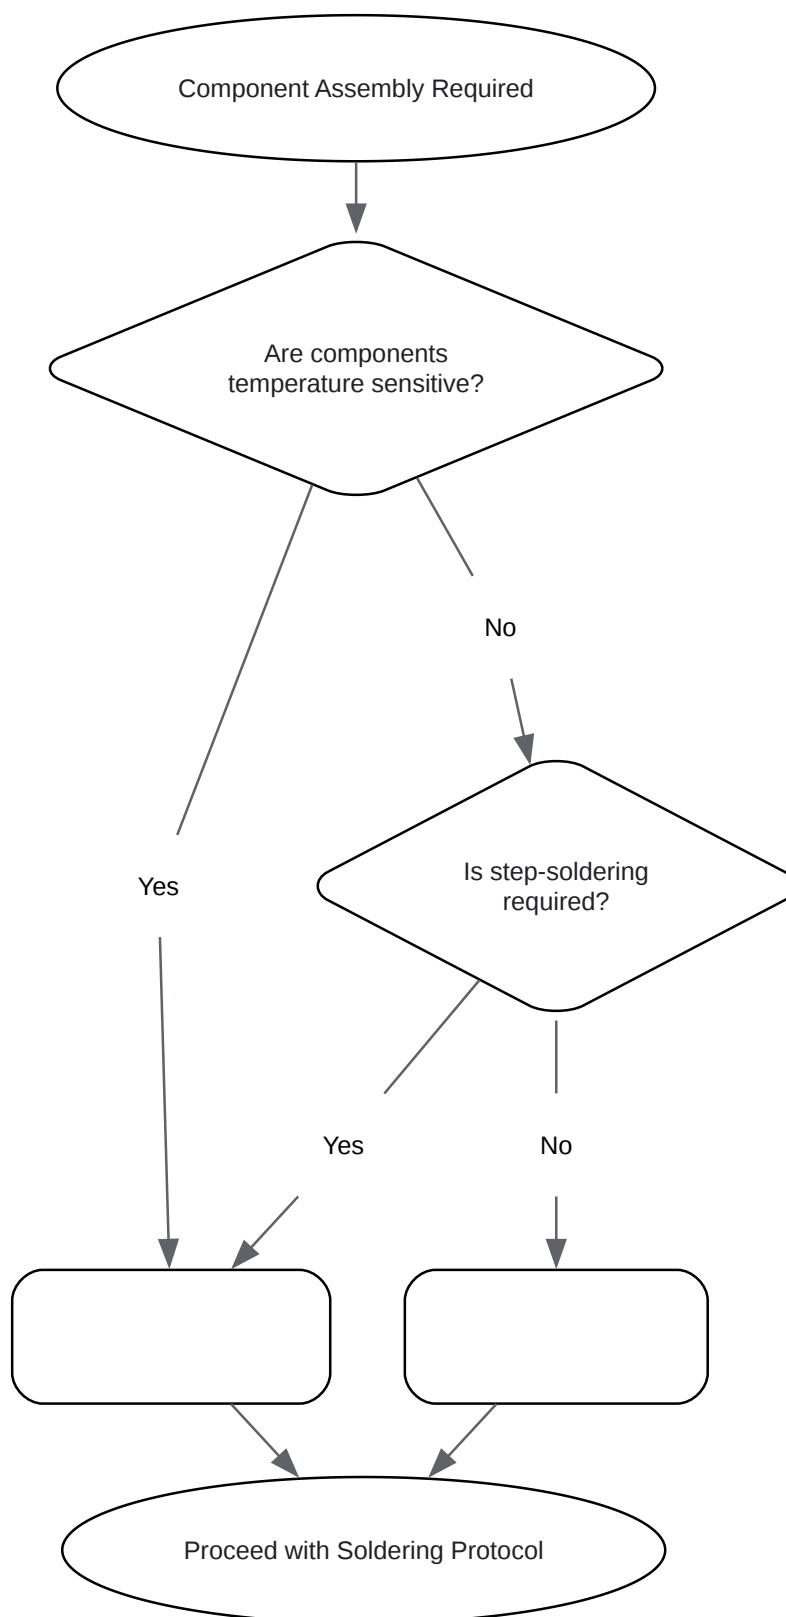 Component Assembly Required
Are components
temperature sensitive?
No
Yes
Is step-soldering
required?
Yes
No
Proceed with Soldering Protocol